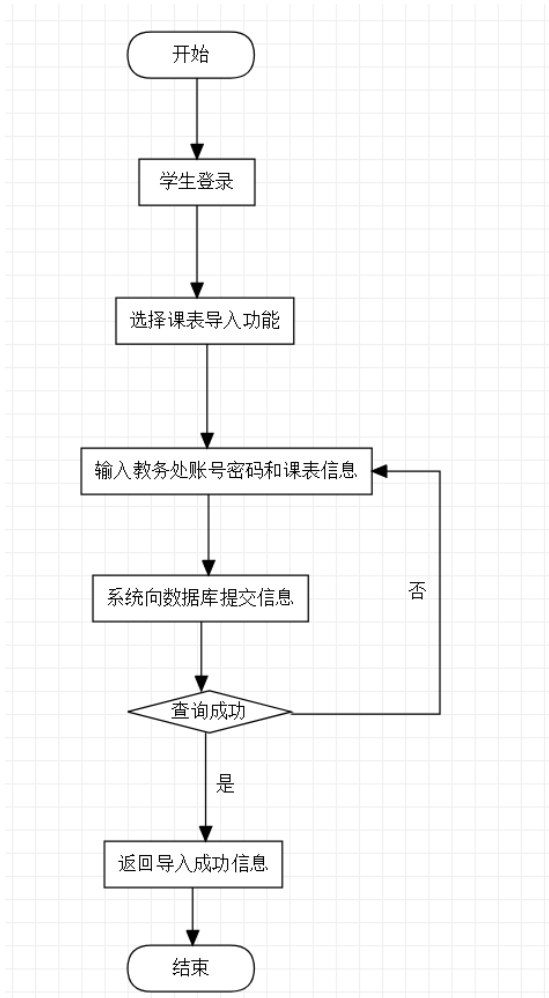 开始
学生登录
选择课表导入功能
输入教务处账号密码和课表信息
系统向数据库提交信息
否
查询成功
是
返回导入成功信息
结束